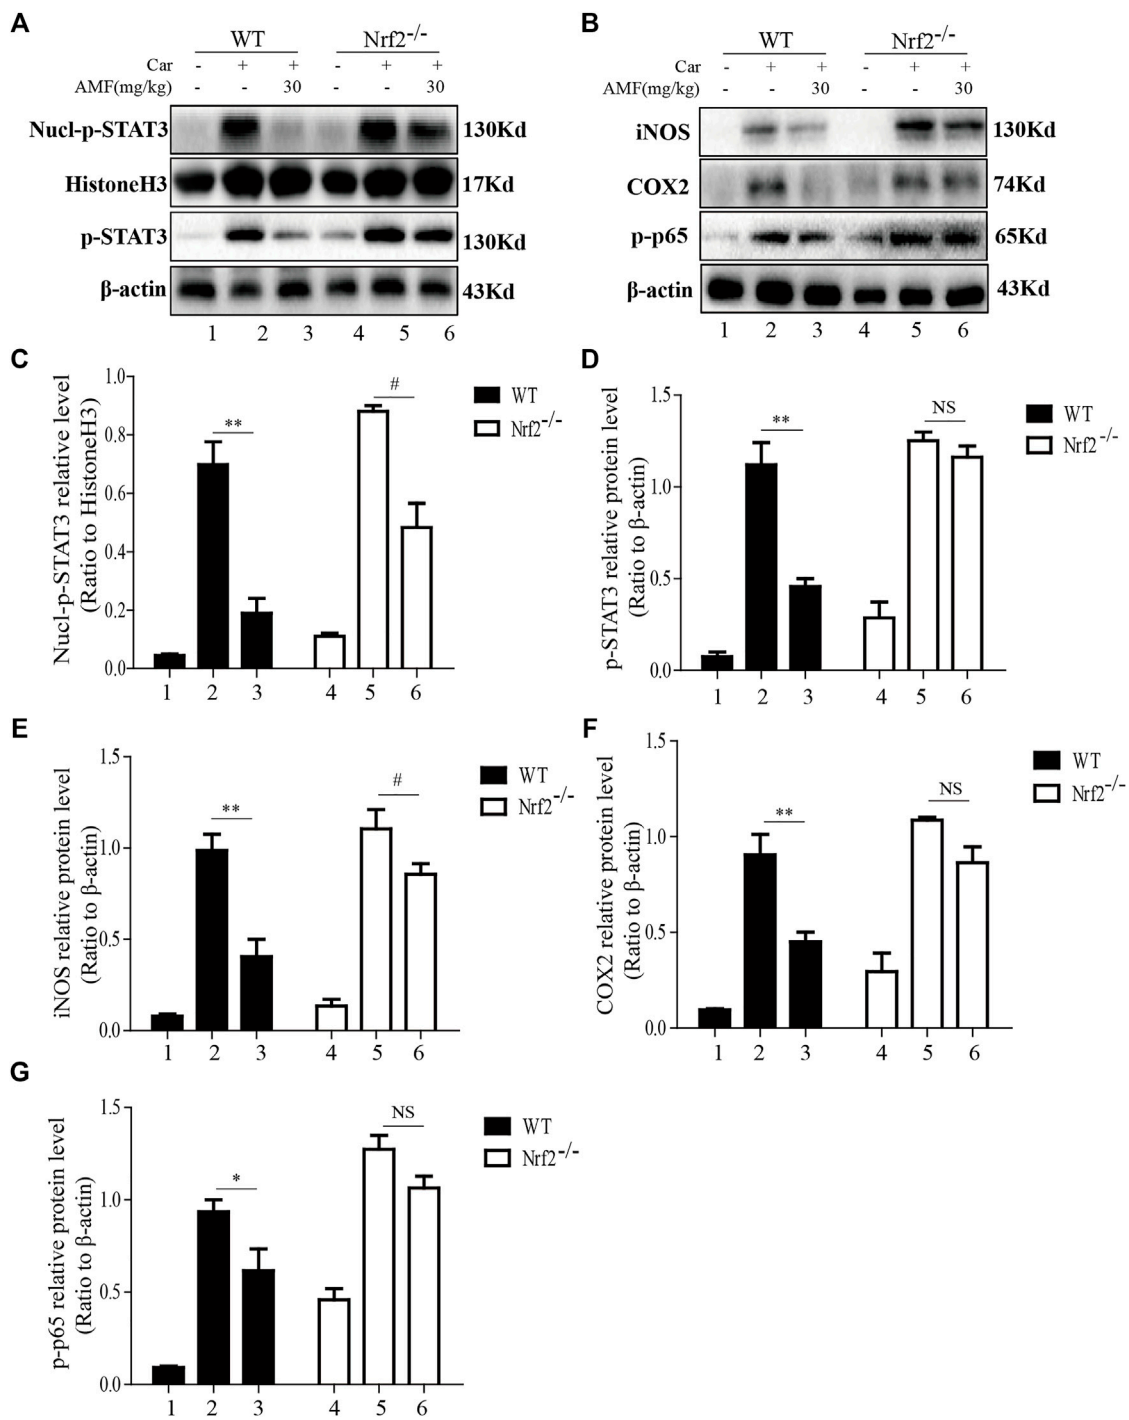 A
WT Nrf2-/-
Car - + + - + +
AMF(mg/kg) - - 30 - - 30
Nucl-p-STAT3 130Kd
HistoneH3 17Kd
p-STAT3 130Kd
β-actin 43Kd
1 2 3 4 5 6
B
WT Nrf2-/-
Car - + + - + +
AMF(mg/kg) - - 30 - - 30
iNOS 130Kd
COX2 74Kd
p-p65 65Kd
β-actin 43Kd
1 2 3 4 5 6
C
Nucl-p-STAT3 relative level
(Ratio to HistoneH3)
1.0
0.8
0.6
0.4
0.2
0.0
**
#
WT
Nrf2-/-
1 2 3 4 5 6
D
p-STAT3 relative protein level
(Ratio to β-actin)
1.5
1.0
0.5
0.0
**
NS
WT
Nrf2-/-
1 2 3 4 5 6
E
iNOS relative protein level
(Ratio to β-actin)
1.5
1.0
0.5
0.0
**
#
WT
Nrf2-/-
1 2 3 4 5 6
F
COX2 relative protein level
(Ratio to β-actin)
1.5
1.0
0.5
0.0
**
NS
WT
Nrf2-/-
1 2 3 4 5 6
G
p-p65 relative protein level
(Ratio to β-actin)
1.5
1.0
0.5
0.0
*
NS
WT
Nrf2-/-
1 2 3 4 5 6